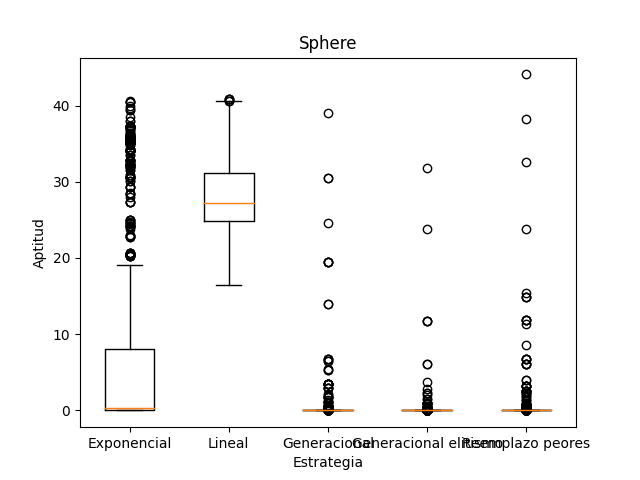 Sphere
40
30
20
10
0
Aptitud
Exponencial Lineal Generacional Generacional elitismo Reemplazo peores
Estrategia